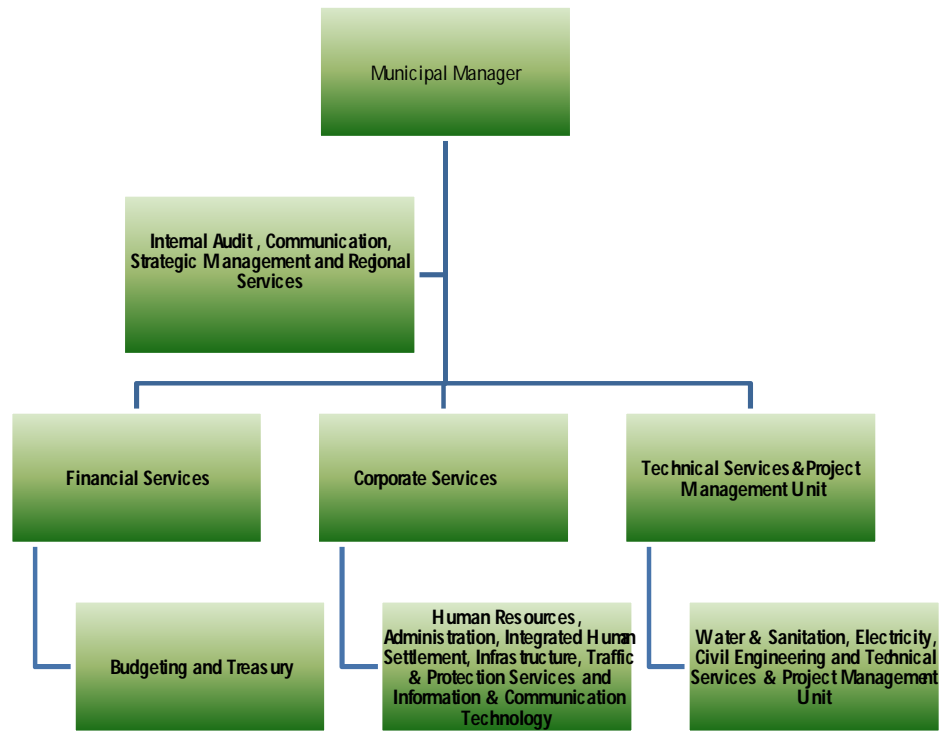 Municipal Manager
Internal Audit , Communication,
Strategic Management and Regional
Services
Financial Services
Corporate Services
Technical Services & Project
Management Unit
Budgeting and Treasury
Human Resources,
Administration, Integrated Human
Settlement, Infrastructure, Traffic
& Protection Services and
Information & Communication
Technology
Water & Sanitation, Electricity,
Civil Engineering and Technical
Services & Project Management
Unit